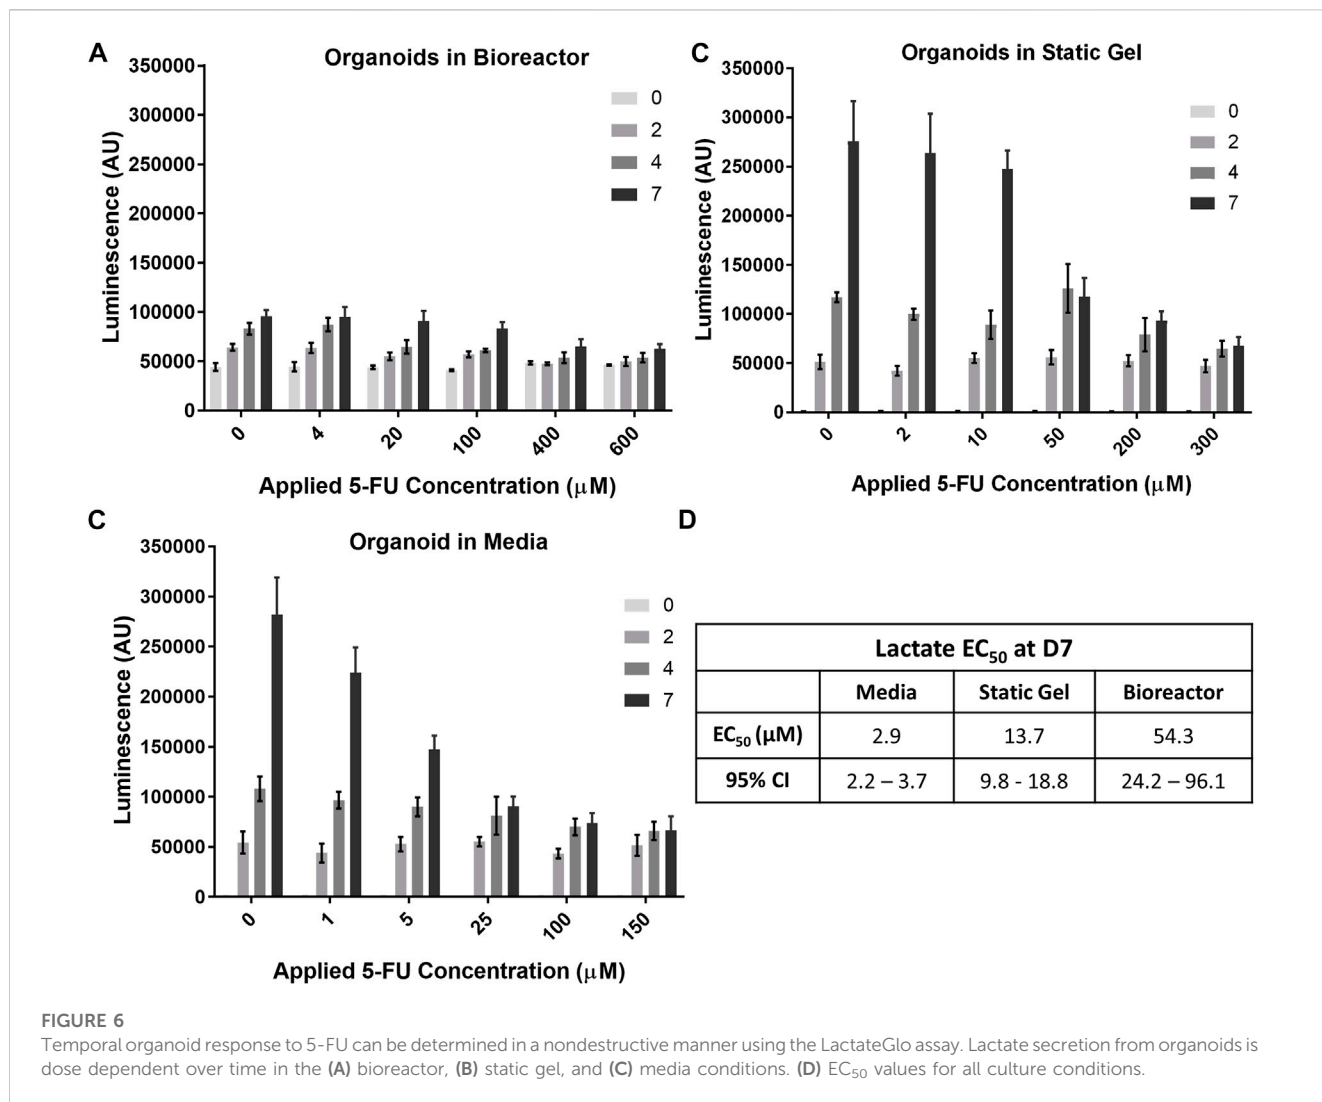 A
Organoids in Bioreactor
350000
300000
250000
200000
150000
100000
50000
0
Luminescence (AU)
0
2
4
7
0 4 20 100 400 600
Applied 5-FU Concentration (μM)
C
Organoids in Static Gel
350000
300000
250000
200000
150000
100000
50000
0
Luminescence (AU)
0
2
4
7
0 2 10 50 200 300
Applied 5-FU Concentration (μM)
C
Organoid in Media
350000
300000
250000
200000
150000
100000
50000
0
Luminescence (AU)
0
2
4
7
0 1 5 25 100 150
Applied 5-FU Concentration (μM)
D
Lactate EC50 at D7
Media Static Gel Bioreactor
EC50 (μM) 2.9 13.7 54.3
95% CI 2.2 – 3.7 9.8 - 18.8 24.2 – 96.1
FIGURE 6
Temporal organoid response to 5-FU can be determined in a nondestructive manner using the LactateGlo assay. Lactate secretion from organoids is
dose dependent over time in the (A) bioreactor, (B) static gel, and (C) media conditions. (D) EC50 values for all culture conditions.